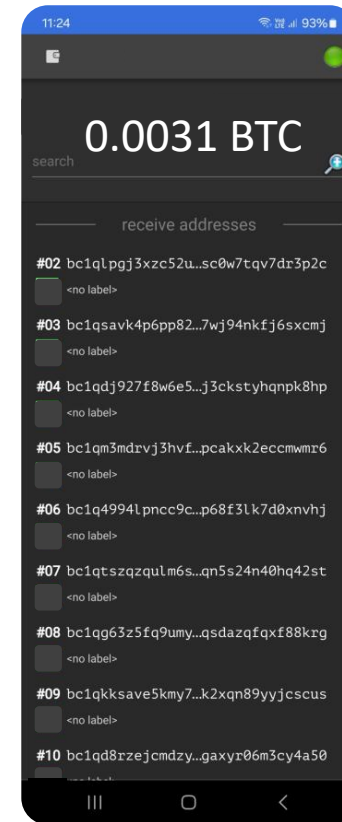 11:24 93%
0.0031 BTC
search
receive addresses
#02 bc1qlpgj3xzc52u…sc0w7tqv7dr3p2c
<no label>
#03 bc1qsavk4p6pp82…7wj94nkfj6sxcmj
<no label>
#04 bc1qdj927f8w6e5…j3ckstyhqnpk8hp
<no label>
#05 bc1qm3mdrvj3hvf…pcakxk2eccmwmr6
<no label>
#06 bc1q4994lpncc9c…p68f3lk7d0xnvhj
<no label>
#07 bc1qtszqzqulm6s…qn5s24n40hq42st
<no label>
#08 bc1qg63z5fq9umy…qsdazqfqxf88krg
<no label>
#09 bc1qkksave5kmy7…k2xqn89yyjcscus
<no label>
#10 bc1qd8rzejcmdzy…gaxyr06m3cy4a50